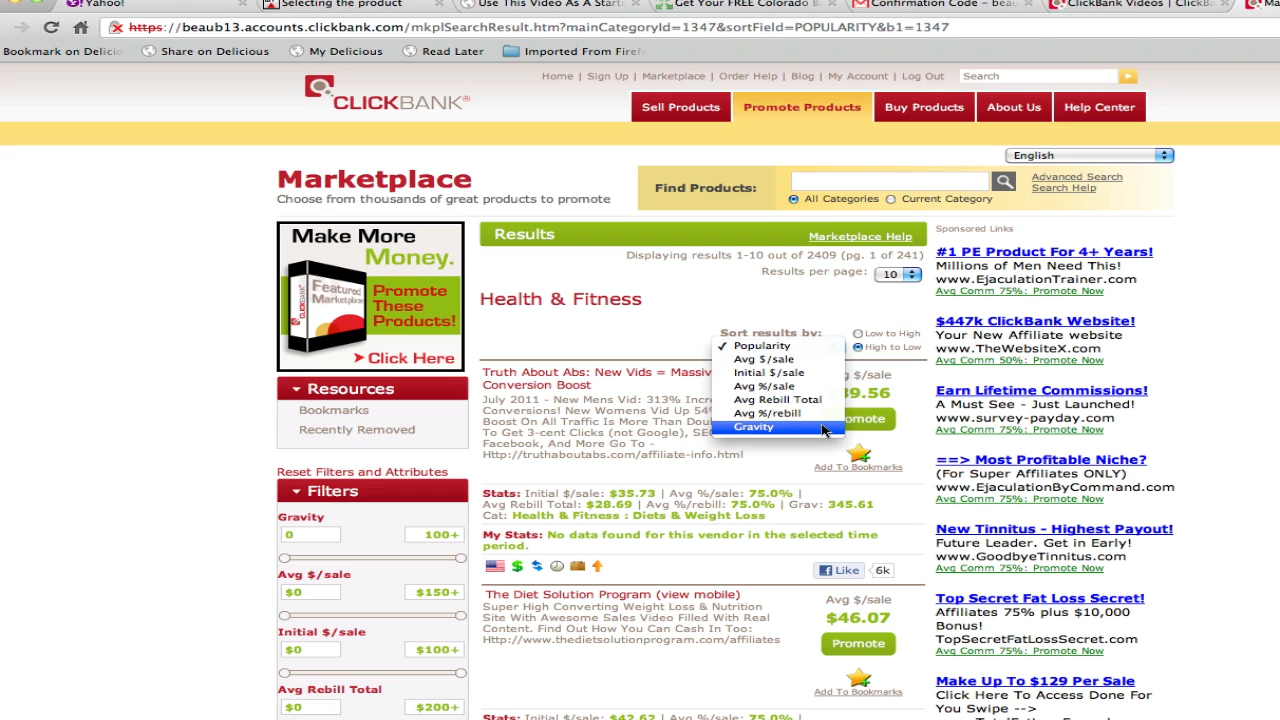 Yahoo!
Selecting the product
Use This Video As A Starti
Get Your FREE Colorado B
Confirmation Code – beau
ClickBank Videos | ClickB
Ma
https://beaub13.accounts.clickbank.com/mkplSearchResult.htm?mainCategoryId=1347&sortField=POPULARITY&b1=1347
Bookmark on Delicio
Share on Delicious
My Delicious
Read Later
Imported From Firef
Home | Sign Up | Marketplace | Order Help | Blog | My Account | Log Out
Search
CLICKBANK®
Sell Products
Promote Products
Buy Products
About Us
Help Center
English
Marketplace
Choose from thousands of great products to promote
Find Products:
All Categories
Current Category
Advanced Search
Search Help
Make More
Money.
Featured
Marketplace
Promote
These
Products!
Click Here
Resources
Bookmarks
Recently Removed
Reset Filters and Attributes
Filters
Gravity
0
100+
Avg $/sale
$0
$150+
Initial $/sale
$0
$100+
Avg Rebill Total
$0
$200+
Results
Marketplace Help
Displaying results 1-10 out of 2409 (pg. 1 of 241)
Results per page:
10
Health & Fitness
Sort results by:
Low to High
High to Low
✓ Popularity
Avg $/sale
Initial $/sale
Avg %/sale
Avg Rebill Total
Avg %/rebill
Gravity
Truth About Abs: New Vids = Massiv
Conversion Boost
July 2011 - New Mens Vid: 313% Incre
Conversions! New Womens Vid Up 54%
Boost On All Traffic Is More Than Dou
To Get 3-cent Clicks (not Google), SEO
Facebook, And More Go To -
Http://truthaboutabs.com/affiliate-info.html
g $/sale
39.56
omote
Add To Bookmarks
Stats: Initial $/sale: $35.73 | Avg %/sale: 75.0% |
Avg Rebill Total: $28.69 | Avg %/rebill: 75.0% | Grav: 345.61
Cat: Health & Fitness : Diets & Weight Loss
My Stats: No data found for this vendor in the selected time
period.
Like
6k
The Diet Solution Program (view mobile)
Super High Converting Weight Loss & Nutrition
Site With Awesome Sales Video Filled With Real
Content. Find Out How You Can Cash In Too:
Http://www.thedietsolutionprogram.com/affiliates
Avg $/sale
$46.07
Promote
Add To Bookmarks
Stats: Initial $/sale: $42.62 | Avg %/sale: 75.0% |
Sponsored Links
#1 PE Product For 4+ Years!
Millions of Men Need This!
www.EjaculationTrainer.com
Avg Comm 75%: Promote Now
$447k ClickBank Website!
Your New Affiliate website
www.TheWebsiteX.com
Avg Comm 50%: Promote Now
Earn Lifetime Commissions!
A Must See - Just Launched!
www.survey-payday.com
Avg Comm 75%: Promote Now
==> Most Profitable Niche?
(For Super Affiliates ONLY)
www.EjaculationByCommand.com
Avg Comm 75%: Promote Now
New Tinnitus - Highest Payout!
Future Leader. Get in Early!
www.GoodbyeTinnitus.com
Avg Comm 75%: Promote Now
Top Secret Fat Loss Secret!
Affiliates 75% plus $10,000
Bonus!
TopSecretFatLossSecret.com
Avg Comm 75%: Promote Now
Make Up To $129 Per Sale
Click Here To Access Done For
You Swipe -->